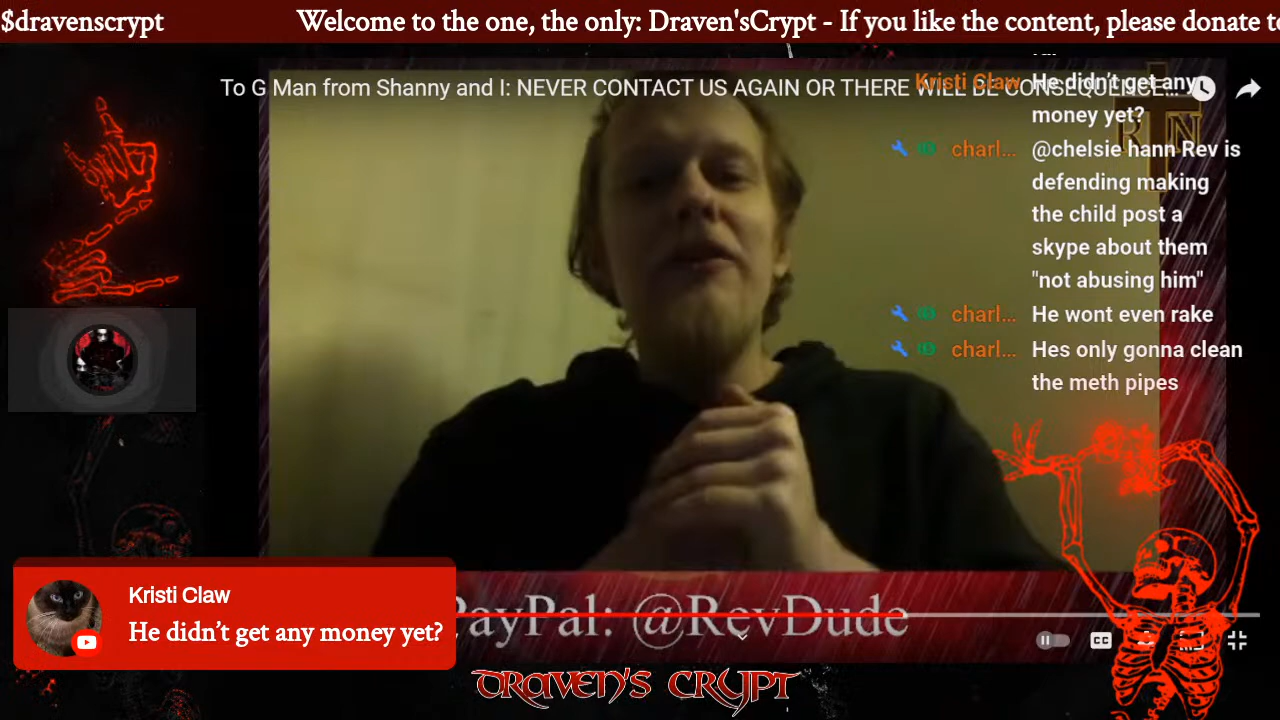 $dravenscrypt Welcome to the one, the only: Draven'sCrypt - If you like the content, please donate to
To G Man from Shanny and I: NEVER CONTACT US AGAIN OR THERE WILL BE CONSEQUENCE...
Kristi Claw He didn't get any
money yet?
RTN
charl... @chelsie hann Rev is
defending making
the child post a
skype about them
"not abusing him"
charl... He wont even rake
charl... Hes only gonna clean
the meth pipes
Kristi Claw
He didn't get any money yet?
PayPal: @RevDude
CC
DRAVEN'S CRYPT